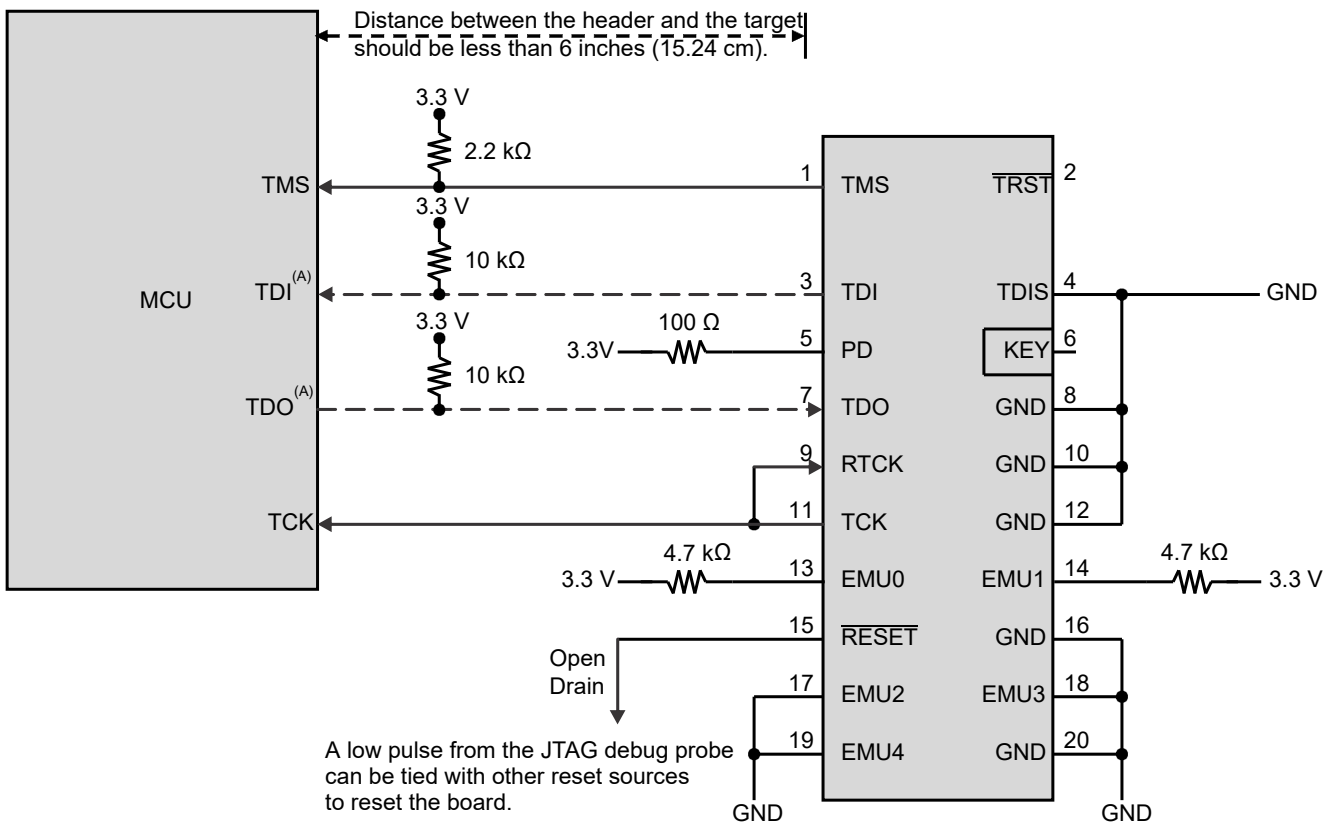 Distance between the header and the target
should be less than 6 inches (15.24 cm).
3.3 V
2.2 kΩ
TMS
1
TMS
TRST
2
3.3 V
10 kΩ
MCU
TDI(A)
3
TDI
TDIS
4
GND
3.3 V
10 kΩ
100 Ω
3.3V
5
PD
KEY
6
TDO(A)
7
TDO
GND
8
9
RTCK
GND
10
TCK
11
TCK
GND
12
4.7 kΩ
3.3 V
13
EMU0
EMU1
14
4.7 kΩ
3.3 V
15
RESET
GND
16
Open
Drain
17
EMU2
EMU3
18
19
EMU4
GND
20
A low pulse from the JTAG debug probe
can be tied with other reset sources
to reset the board.
GND
GND